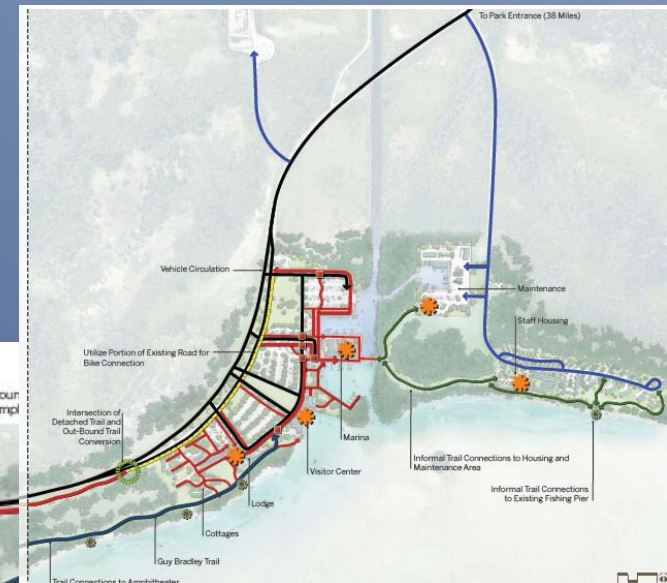 To Park Entrance (38 Miles)
Vehicle Circulation
Maintenance
Staff Housing
Utilize Portion of Existing Road for
Bike Connection
Intersection of
Detached Trail and
Out-Bound Trail
Conversion
Marina
Visitor Center
Informal Trail Connections to Housing and
Maintenance Area
Informal Trail Connections
to Existing Fishing Pier
Lodge
Cottages
Guy Bradley Trail
Trail Connections to Amphitheater